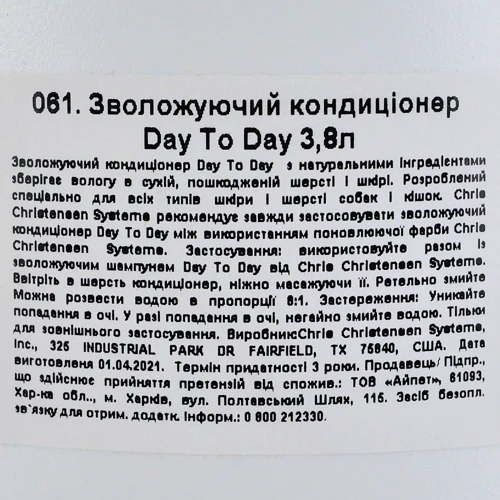 061. Зволожуючий кондиціонер
Day To Day 3,8л
Зволожуючий кондиціонер Day To Day з натуральними інгредієнтами
зберігає вологу в сухій, пошкодженій шерсті і шкірі. Розроблений
спеціально для всіх типів шкіри і шерсті собак і кішок. Chris
Christensen Systems рекомендує завжди застосовувати зволожуючий
кондиціонер Day To Day між використанням поновлюючої фарби Chris
Christensen Systems. Застосування: використовуйте разом із
зволожуючим шампунем Day To Day від Chris Christensen Systems.
Ввітріть в шерсть кондиціонер, ніжно масажуючи її. Ретельно змийте
Можна розвести водою в пропорції 8:1. Застереження: Уникайте
попадання в очі. У разі попадання в очі, негайно змийте водою. Тільки
для зовнішнього застосування. Виробник:Chris Christensen Systems,
Inc., 325 INDUSTRIAL PARK DR FAIRFIELD, TX 75840, США. Дата
виготовленя 01.04.2021. Термін придатності 3 роки. Продавець/ Підпр.,
що здійснює прийняття претензій від спожив.: ТОВ «Айпет», 61093,
Хар-ка обл.., м. Харків, вул. Полтавський Шлях, 115. Засіб безопл.
зв`язку для отрим. додатк. Інформ.: 0 800 212330.